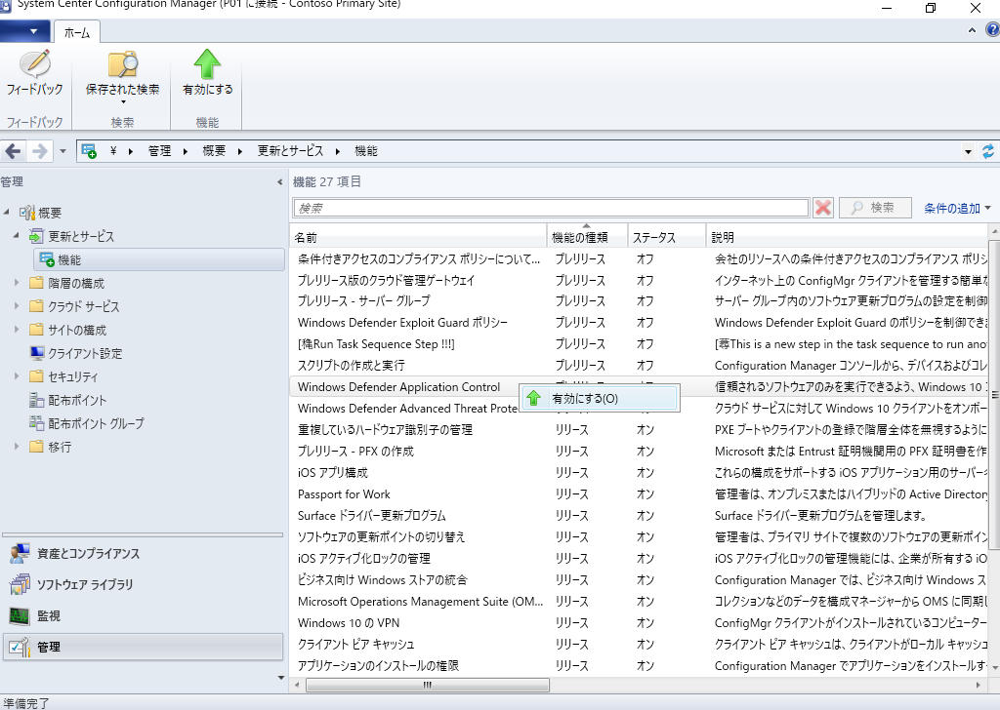 System Center Configuration Manager (P01 に接続 - Contoso Primary Site)
ホーム
フィードバック
保存された検索
有効にする
フィードバック
検索
機能
¥ 管理 概要 更新とサービス 機能
管理
機能 27 項目
検索
検索
条件の追加
概要
更新とサービス
機能
階層の構成
クラウド サービス
サイトの構成
クライアント設定
セキュリティ
配布ポイント
配布ポイント グループ
移行
資産とコンプライアンス
ソフトウェア ライブラリ
監視
管理
名前 機能の種類 ステータス 説明
条件付きアクセスのコンプライアンス ポリシーについて... プレリリース オフ 会社のリソースへの条件付きアクセスのコンプライアンス ポリシ
プレリリース版のクラウド管理ゲートウェイ プレリリース オフ インターネット上の ConfigMgr クライアントを管理する簡単な
プレリリース - サーバー グループ プレリリース オフ サーバー グループ内のソフトウェア更新プログラムの設定を制御
Windows Defender Exploit Guard ポリシー プレリリース オフ Windows Defender Exploit Guard のポリシーを制御でき
Run Task Sequence Step !!!] プレリリース オフ This is a new step in the task sequence to run ano
スクリプトの作成と実行 プレリリース オフ Configuration Manager コンソールから、デバイスおよびコレ
Windows Defender Application Control 信頼されるソフトウェアのみを実行できるよう、Windows 10
有効にする(O)
Windows Defender Advanced Threat Prote クラウド サービスに対して Windows 10 クライアントをオンボー
重複しているハードウェア識別子の管理 リリース オン PXE ブートやクライアントの登録で階層全体を無視するように
プレリリース - PFX の作成 リリース オン Microsoft または Entrust 証明機関用の PFX 証明書を作
iOS アプリ構成 リリース オン これらの構成をサポートする iOS アプリケーション用のサーバー
Passport for Work リリース オン 管理者は、オンプレミスまたはハイブリッドの Active Directory
Surface ドライバー更新プログラム リリース オン Surface ドライバー更新プログラムを管理します。
ソフトウェアの更新ポイントの切り替え リリース オン 管理者は、プライマリ サイトで複数のソフトウェアの更新ポイン
iOS アクティブ化ロックの管理 リリース オン iOS アクティブ化ロックの管理機能には、企業が所有する iO
ビジネス向け Windows ストアの統合 リリース オン Configuration Manager では、ビジネス向け Windows ス
Microsoft Operations Management Suite (OM... リリース オン コレクションなどのデータを構成マネージャーから OMS に同期し
Windows 10 の VPN リリース オン ConfigMgr クライアントがインストールされているコンピューター
クライアント ピア キャッシュ リリース オン クライアント ピア キャッシュは、クライアントがローカル キャッシュ
アプリケーションのインストールの権限 リリース オン Configuration Manager でアプリケーションをインストールす
準備完了